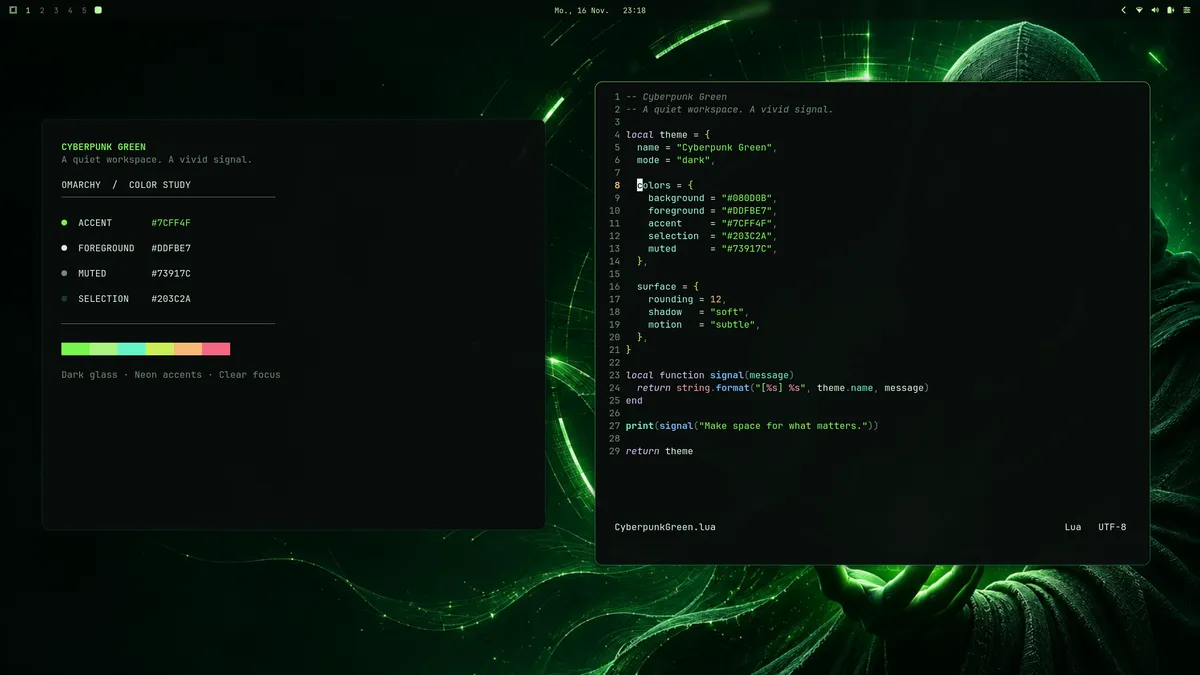 1 2 3 4 5
Mo., 16 Nov. 23:18
CYBERPUNK GREEN
A quiet workspace. A vivid signal.
OMARCHY / COLOR STUDY
ACCENT #7CFF4F
FOREGROUND #DDFBE7
MUTED #73917C
SELECTION #203C2A
Dark glass · Neon accents · Clear focus
1 -- Cyberpunk Green
2 -- A quiet workspace. A vivid signal.
3
4 local theme = {
5   name = "Cyberpunk Green",
6   mode = "dark",
7
8   colors = {
9     background = "#080D0B",
10     foreground = "#DDFBE7",
11     accent     = "#7CFF4F",
12     selection  = "#203C2A",
13     muted      = "#73917C",
14   },
15
16   surface = {
17     rounding = 12,
18     shadow   = "soft",
19     motion   = "subtle",
20   },
21 }
22
23 local function signal(message)
24   return string.format("[%s] %s", theme.name, message)
25 end
26
27 print(signal("Make space for what matters."))
28
29 return theme
CyberpunkGreen.lua
Lua UTF-8